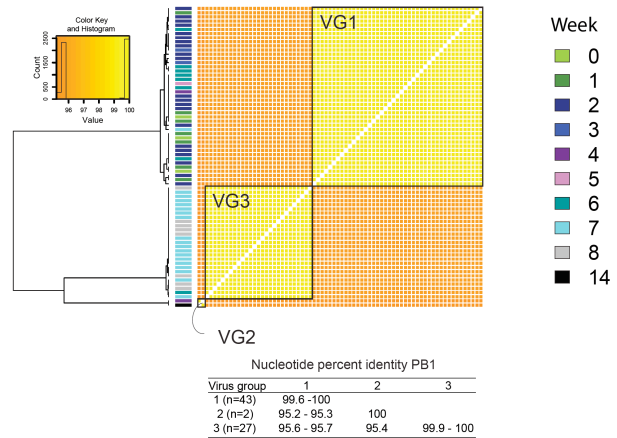 Color Key
and Histogram
Count
0
500
1500
2500
96 97 98 99 100
Value
VG1
VG3
VG2
Week
0
1
2
3
4
5
6
7
8
14
Nucleotide percent identity PB1
Virus group 1 2 3
1 (n=43) 99.6 -100
2 (n=2) 95.2 - 95.3 100
3 (n=27) 95.6 - 95.7 95.4 99.9 - 100